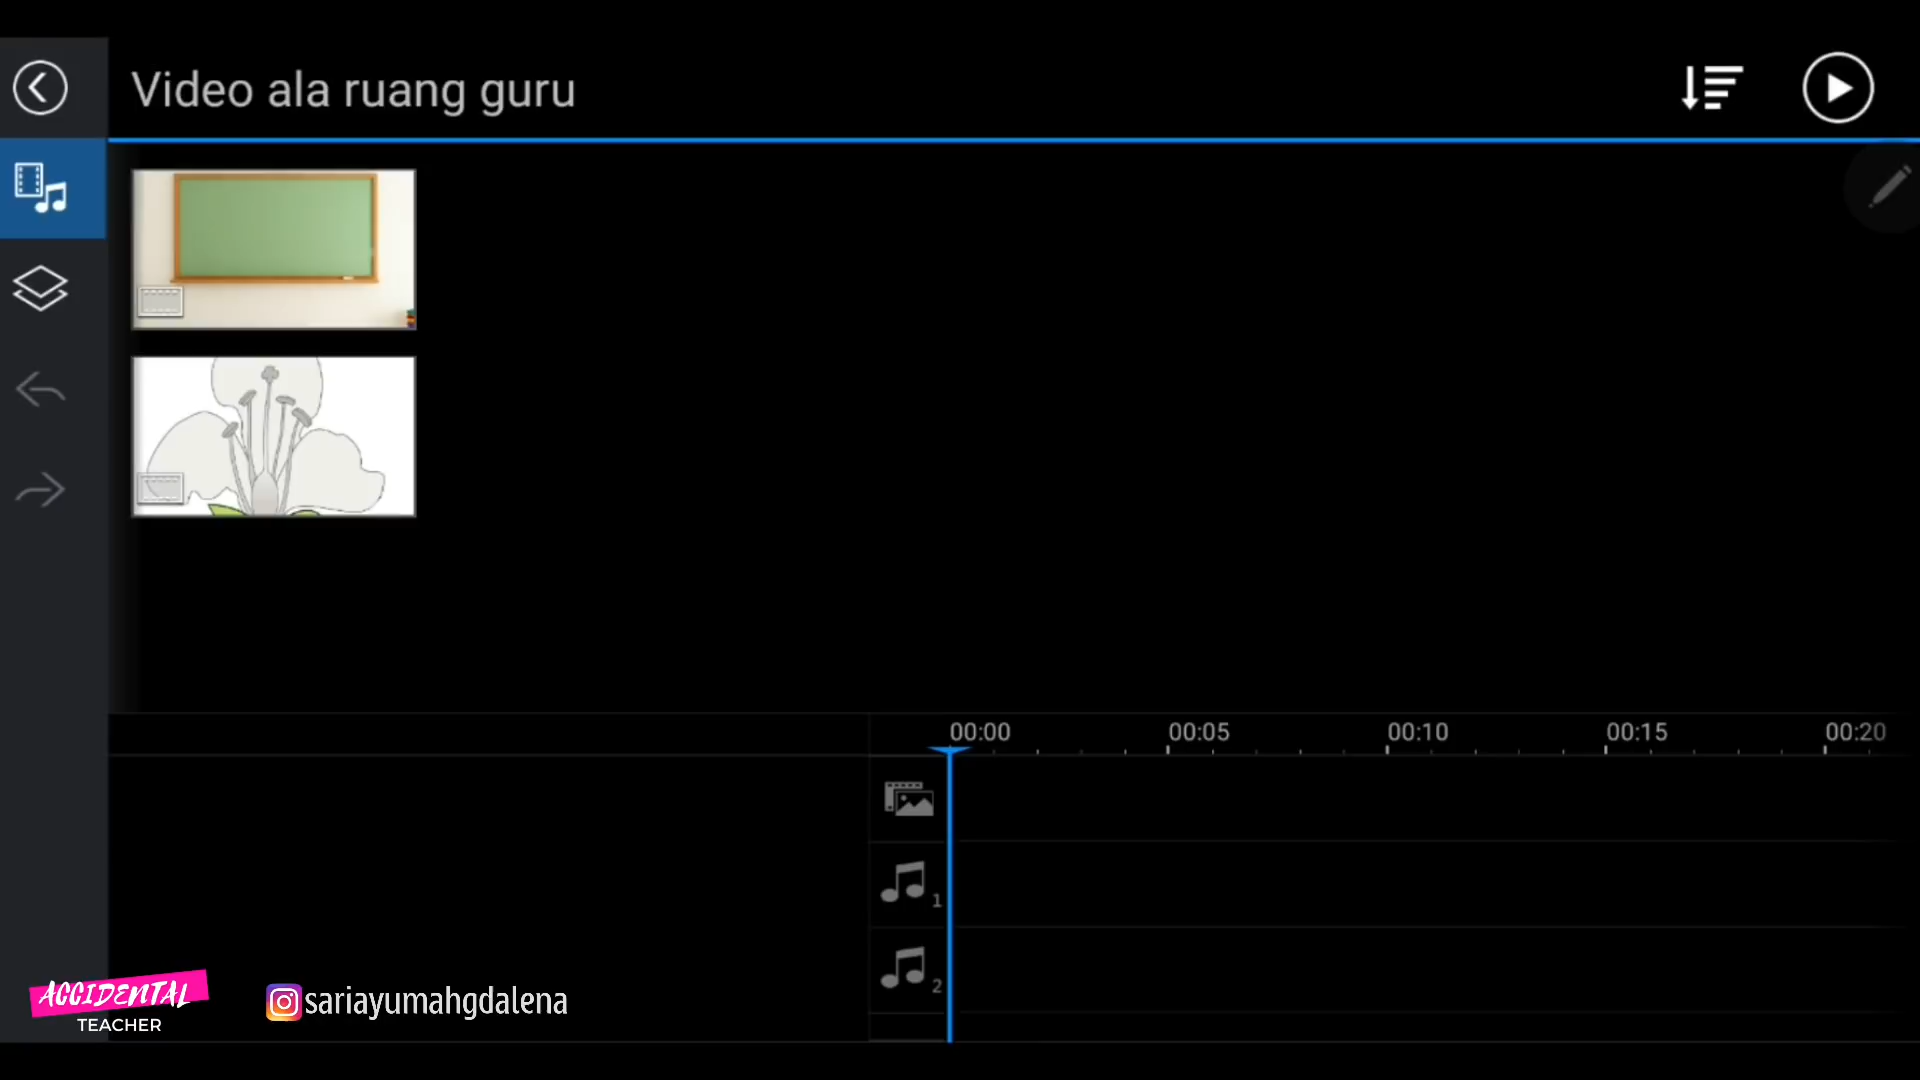 Video ala ruang guru
00:00 00:05 00:10 00:15 00:20
1
2
ACCIDENTAL
TEACHER
sariayumahgdalena